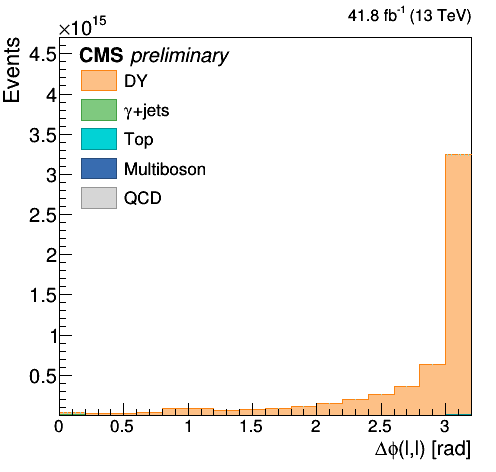 41.8 fb⁻¹ (13 TeV)
×10¹⁵
Events
CMS preliminary
DY
γ+jets
Top
Multiboson
QCD
4.5
4
3.5
3
2.5
2
1.5
1
0.5
0 0.5 1 1.5 2 2.5 3
Δϕ(l,l) [rad]